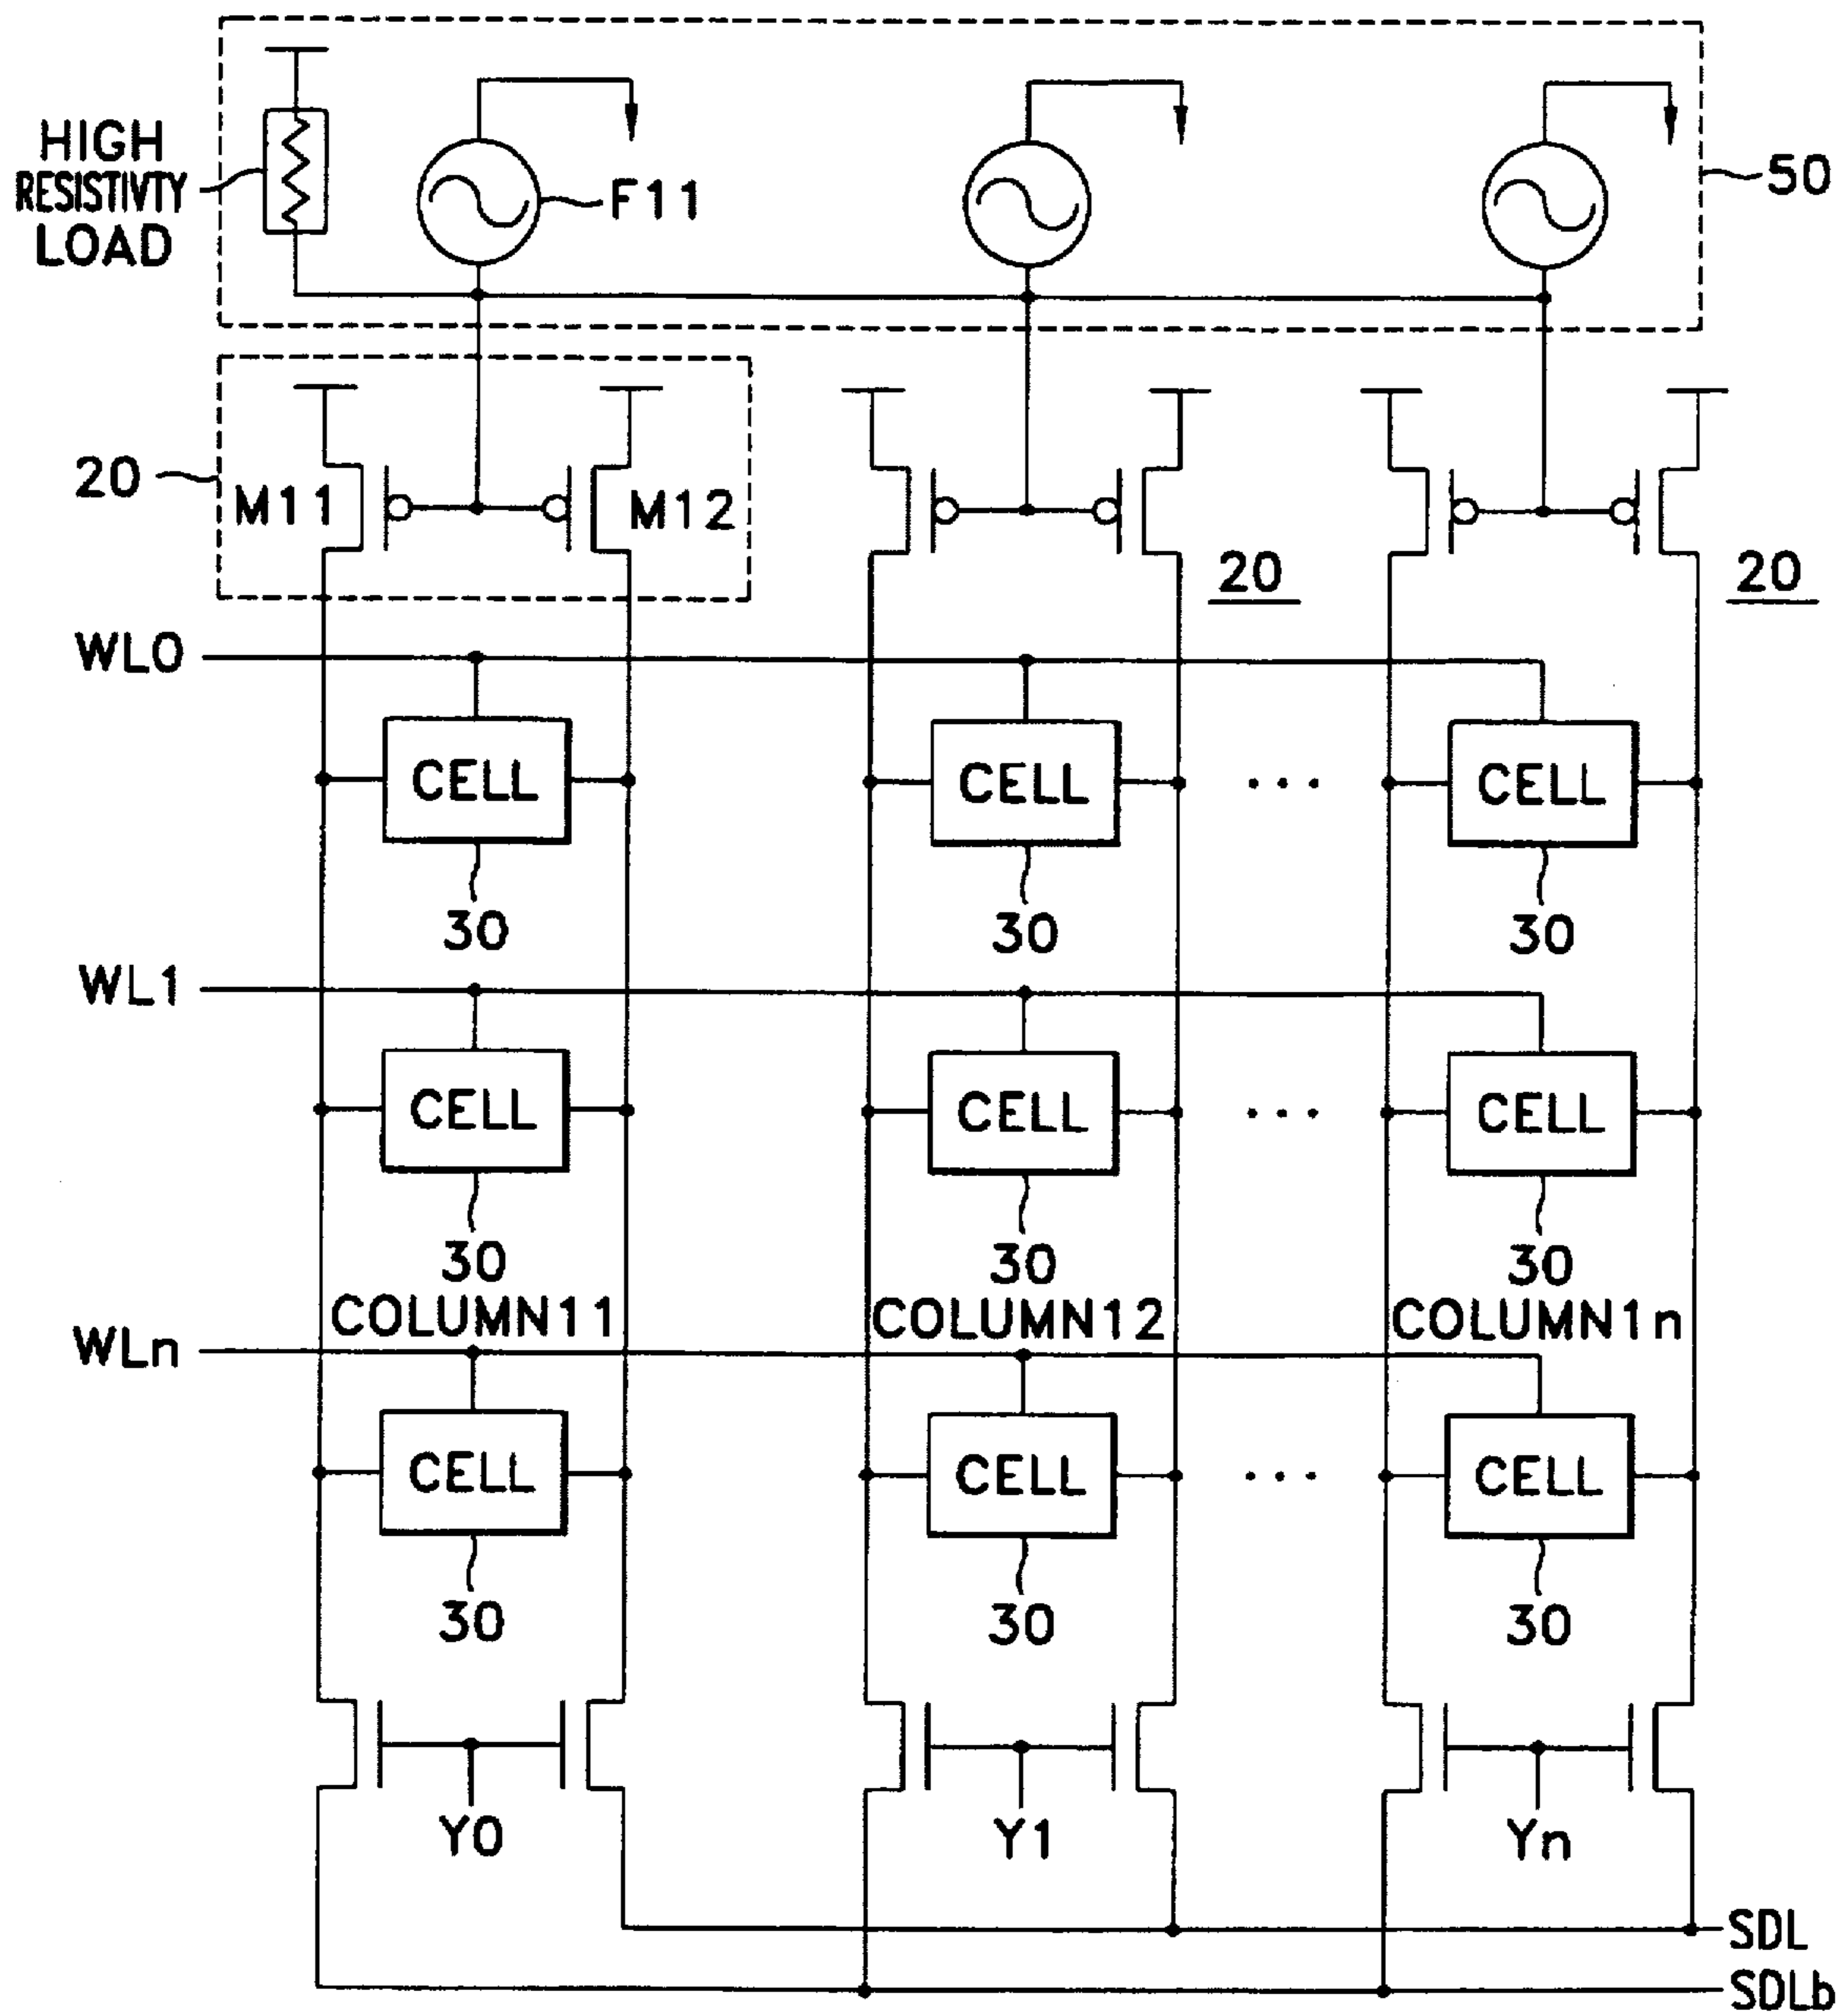 HIGH
RESISTIVTY
LOAD
F11
50
20
M11
M12
20
20
WL0
CELL
CELL
...
CELL
30
30
30
WL1
CELL
CELL
...
CELL
30
30
30
COLUMN11
COLUMN12
COLUMN1n
WLn
CELL
CELL
...
CELL
30
30
30
Y0
Y1
Yn
SDL
SDLb